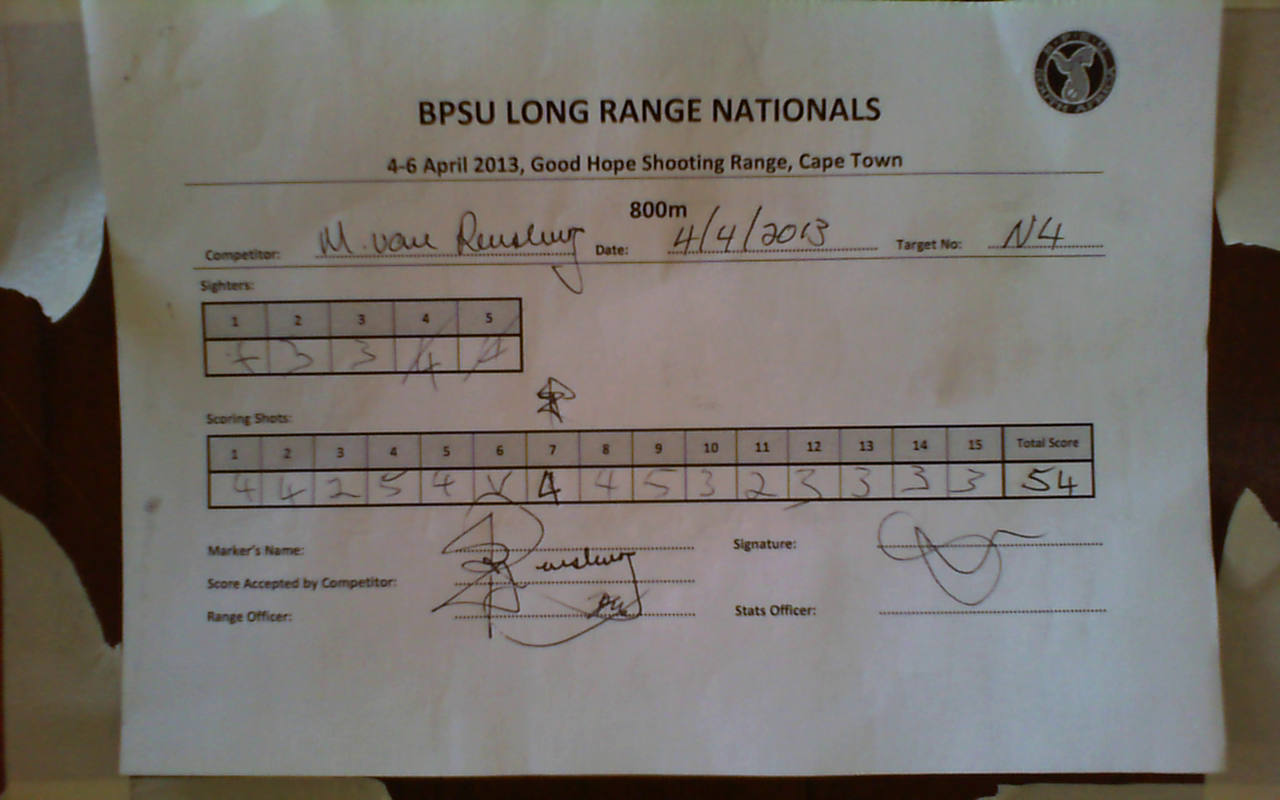 B·P·S·U
SOUTH AFRICA
BPSU LONG RANGE NATIONALS
4-6 April 2013, Good Hope Shooting Range, Cape Town
800m
Competitor: M. van Rensburg Date: 4/4/2013 Target No: N4
Sighters:
1 2 3 4 5
3 3 4 4
Scoring Shots:
1 2 3 4 5 6 7 8 9 10 11 12 13 14 15 Total Score
4 4 2 5 4 V 4 4 5 3 2 3 3 3 3 54
Marker's Name: Signature:
Rensburg
Score Accepted by Competitor:
Range Officer: Stats Officer: